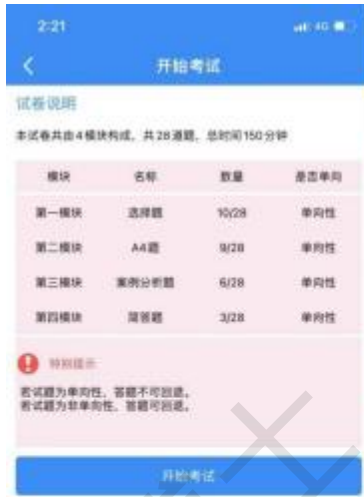 2:21
4G
开始考试
试卷说明
本试卷共由4模块构成，共28道题，总时间150分钟
模块 名称 数量 是否单向
第一模块 选择题 10/28 单向性
第二模块 A4题 9/28 单向性
第三模块 案例分析题 6/28 单向性
第四模块 简答题 3/28 单向性
特别提示
若试题为单向性，答题不可回退。
若试题为非单向性，答题可回退。
开始考试